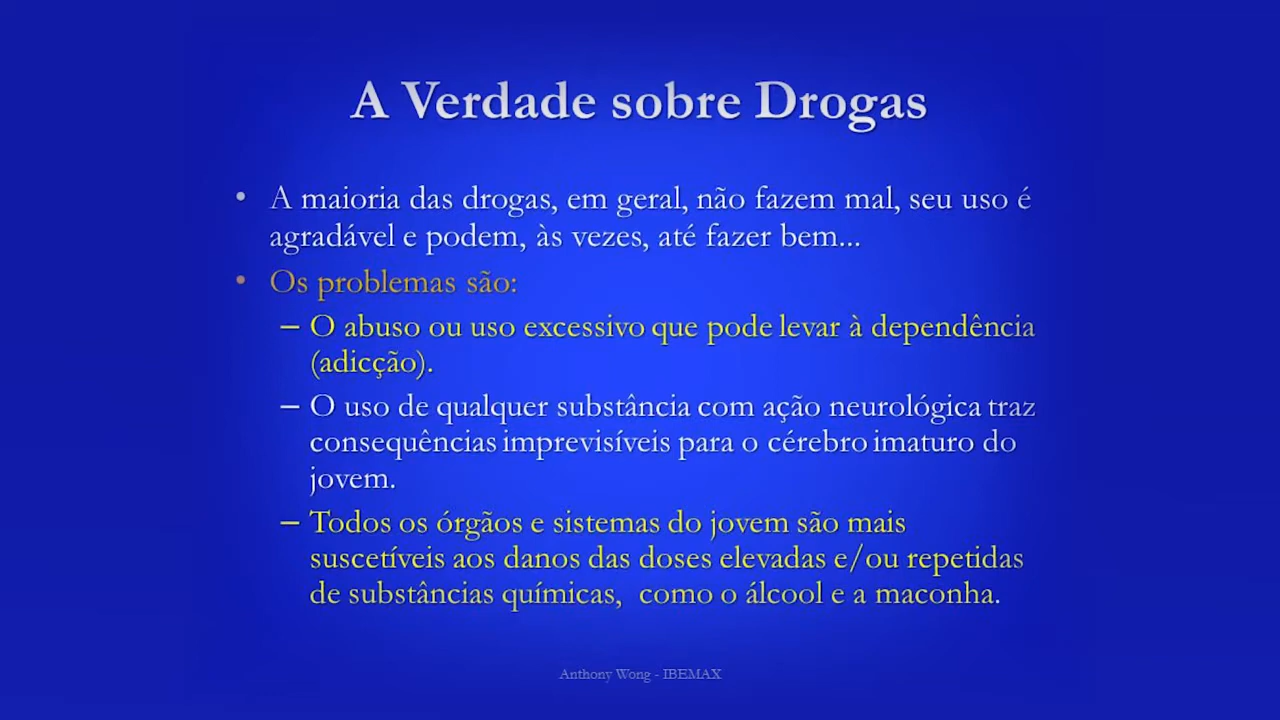 A Verdade sobre Drogas
• A maioria das drogas, em geral, não fazem mal, seu uso é
agradável e podem, às vezes, até fazer bem...
• Os problemas são:
– O abuso ou uso excessivo que pode levar à dependência
(adicção).
– O uso de qualquer substância com ação neurológica traz
consequências imprevisíveis para o cérebro imaturo do
jovem.
– Todos os órgãos e sistemas do jovem são mais
suscetíveis aos danos das doses elevadas e/ou repetidas
de substâncias químicas, como o álcool e a maconha.
Anthony Wong - IBEMAX